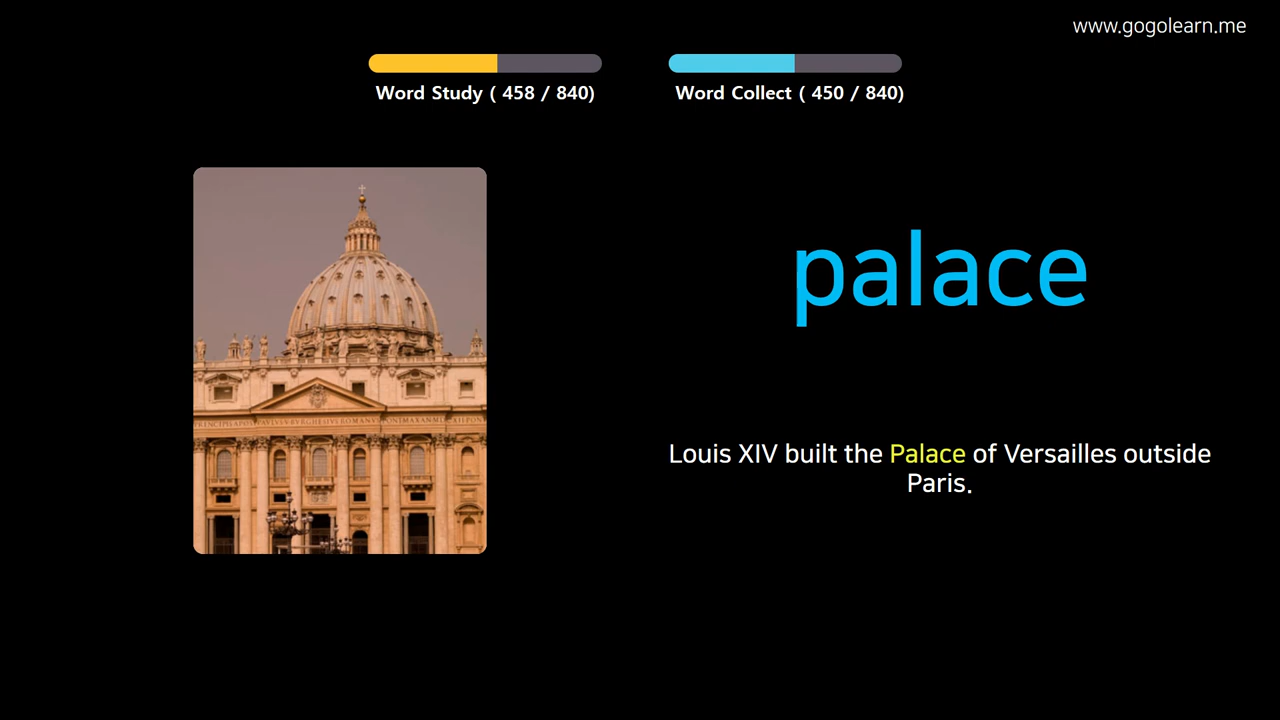 www.gogolearn.me
Word Study ( 458 / 840)
Word Collect ( 450 / 840)
palace
Louis XIV built the Palace of Versailles outside
Paris.